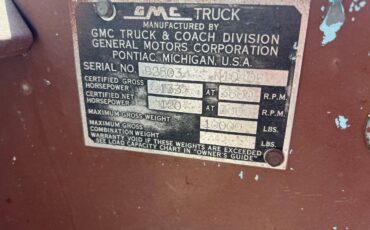 GMC TRUCK
MANUFACTURED BY
GMC TRUCK & COACH DIVISION
GENERAL MOTORS CORPORATION
PONTIAC, MICHIGAN, U.S.A.
SERIAL NO.
CERTIFIED GROSS HORSEPOWER AT R.P.M.
CERTIFIED NET HORSEPOWER AT R.P.M.
MAXIMUM GROSS WEIGHT LBS.
MAXIMUM GROSS COMBINATION WEIGHT LBS.
WARRANTY VOID IF THESE WEIGHTS ARE EXCEEDED
SEE LOAD CAPACITY CHART IN "OWNER'S GUIDE"